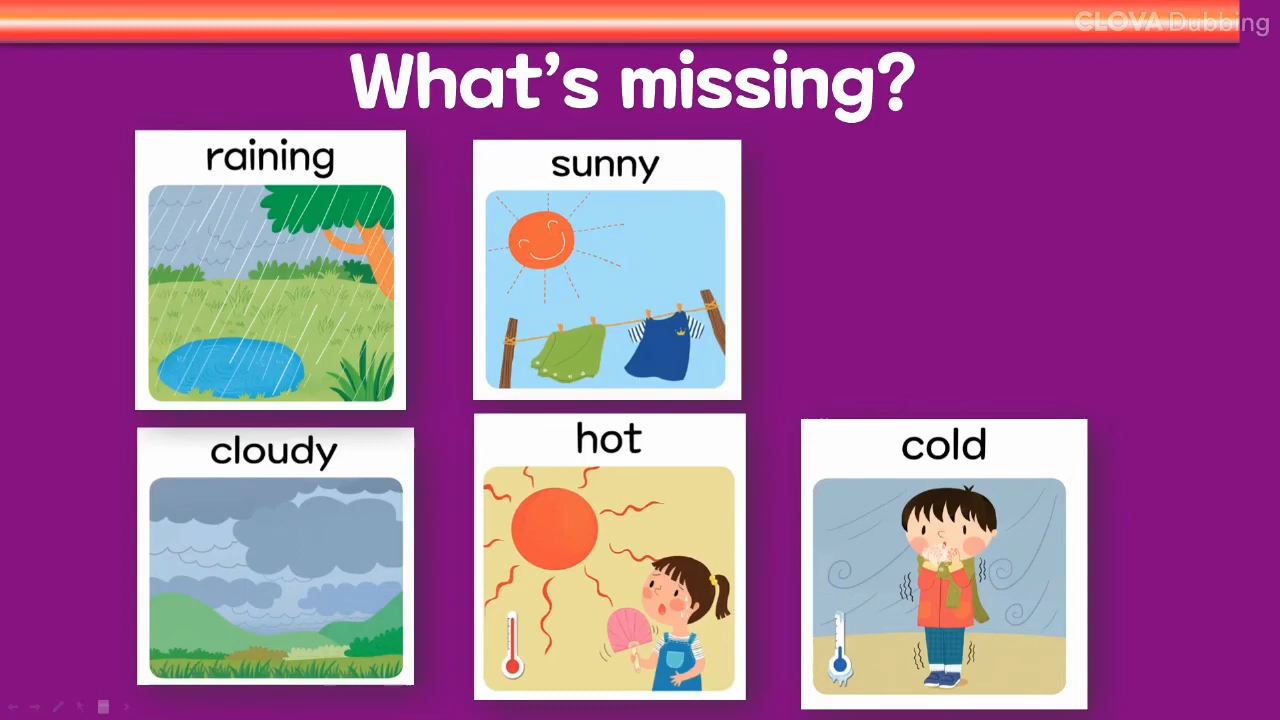 CLOVA Dubbing
What's missing?
raining
sunny
cloudy
hot
cold